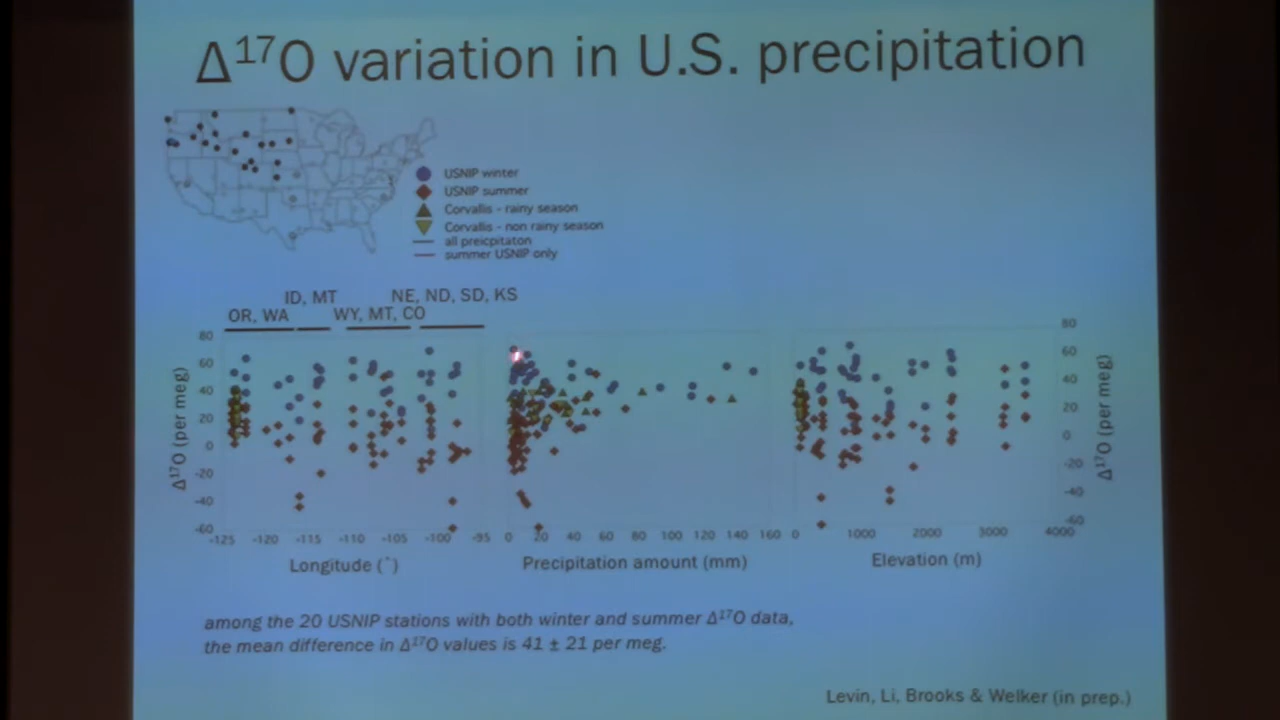 Δ¹⁷O variation in U.S. precipitation
USNIP winter
USNIP summer
Corvallis - rainy season
Corvallis - non rainy season
all preicpitaton
summer USNIP only
ID, MT
NE, ND, SD, KS
OR, WA
WY, MT, CO
80
60
40
20
0
-20
-40
-60
Δ¹⁷O (per meg)
-125 -120 -115 -110 -105 -100 -95
Longitude (°)
0 20 40 60 80 100 120 140 160
Precipitation amount (mm)
0 1000 2000 3000 4000
Elevation (m)
80
60
40
20
0
-20
-40
-60
Δ¹⁷O (per meg)
among the 20 USNIP stations with both winter and summer Δ¹⁷O data,
the mean difference in Δ¹⁷O values is 41 ± 21 per meg.
Levin, Li, Brooks & Welker (in prep.)